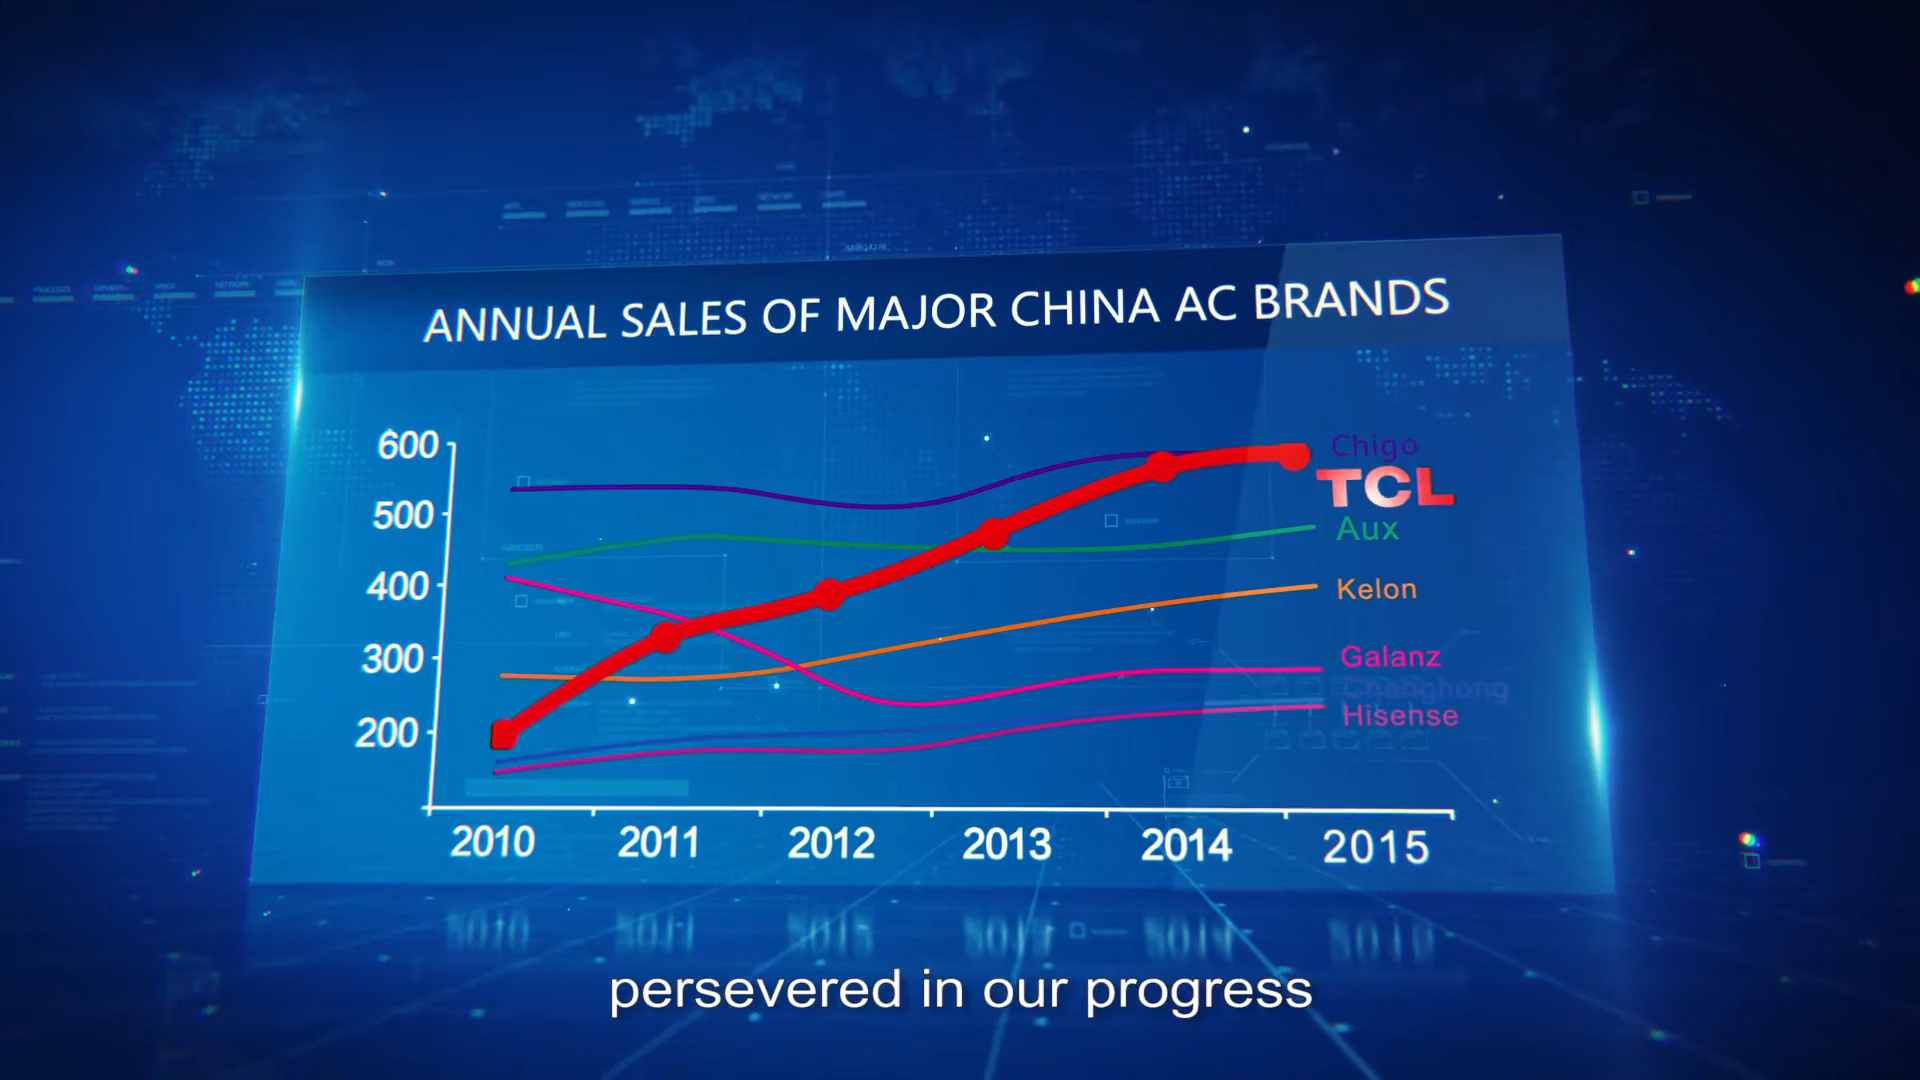 ANNUAL SALES OF MAJOR CHINA AC BRANDS
600
500
400
300
200
Chigo
TCL
Aux
Kelon
Galanz
Changhong
Hisense
2010 2011 2012 2013 2014 2015
persevered in our progress